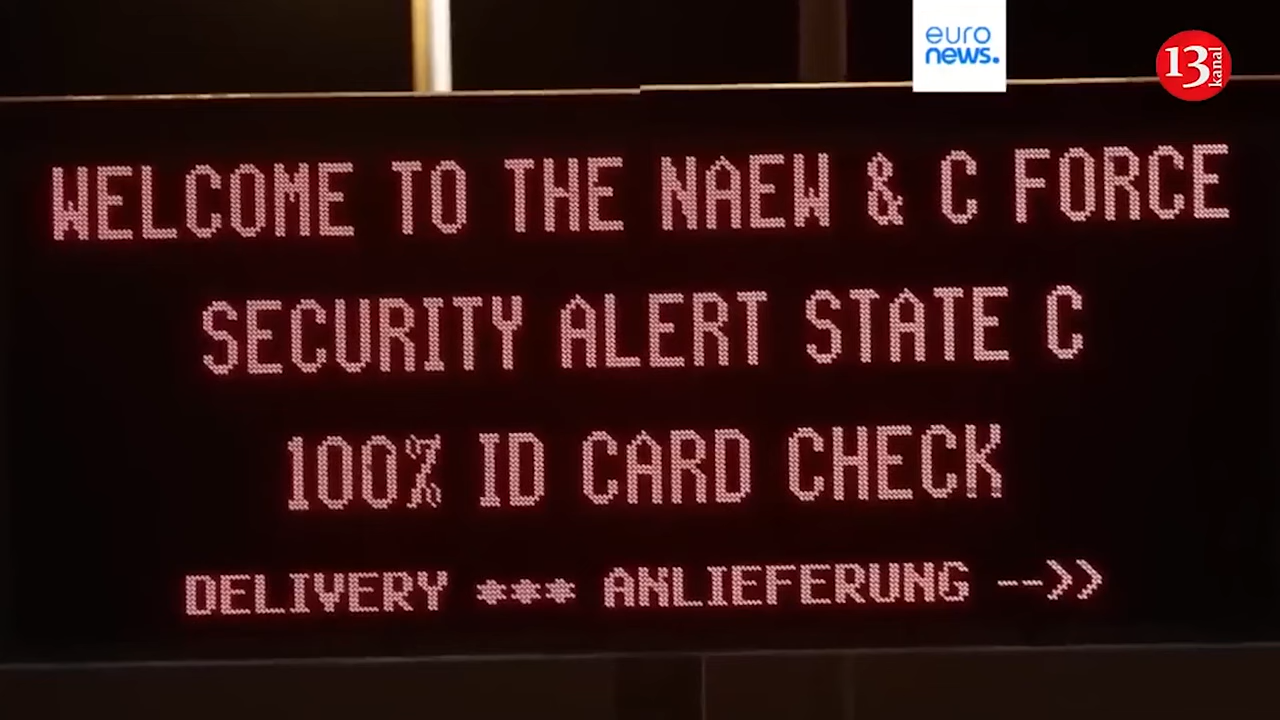 euro
news.
13
kanal
WELCOME TO THE NAEW & C FORCE
SECURITY ALERT STATE C
100% ID CARD CHECK
DELIVERY *** ANLIEFERUNG -->>